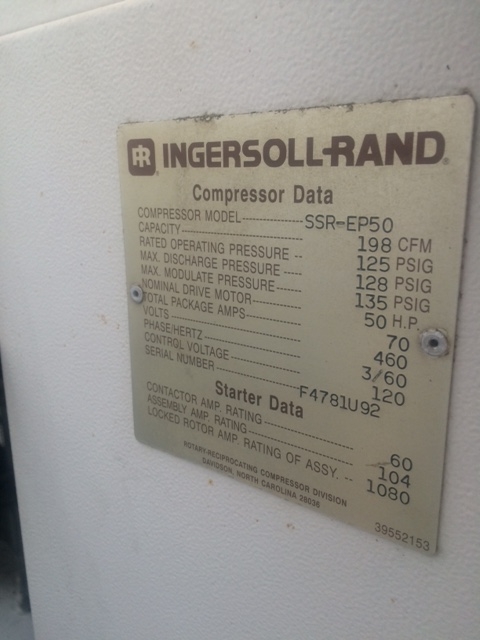 IR INGERSOLL-RAND®
Compressor Data
COMPRESSOR MODEL SSR-EP50
CAPACITY 198 CFM
RATED OPERATING PRESSURE 125 PSIG
MAX. DISCHARGE PRESSURE 128 PSIG
MAX. MODULATE PRESSURE 135 PSIG
NOMINAL DRIVE MOTOR 50 H.P.
TOTAL PACKAGE AMPS 70
VOLTS 460
PHASE/HERTZ 3/60
CONTROL VOLTAGE 120
SERIAL NUMBER F4781U92
Starter Data
CONTACTOR AMP. RATING 60
ASSEMBLY AMP. RATING 104
LOCKED ROTOR AMP. RATING OF ASSY. 1080
ROTARY-RECIPROCATING COMPRESSOR DIVISION
DAVIDSON, NORTH CAROLINA 28036
39552153